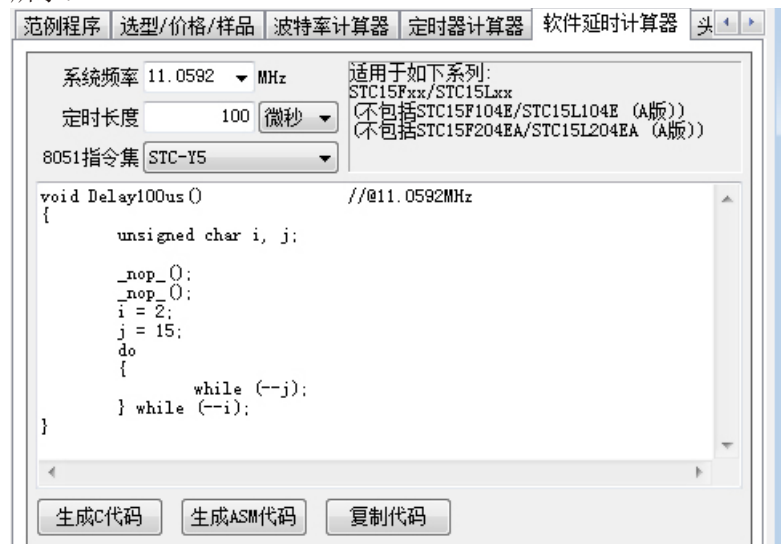 范例程序 选型/价格/样品 波特率计算器 定时器计算器 软件延时计算器 头
系统频率 11.0592 MHz
定时长度 100 微秒
8051指令集 STC-Y5
适用于如下系列:
STC15Fxx/STC15Lxx
(不包括STC15F104E/STC15L104E (A版))
(不包括STC15F204EA/STC15L204EA (A版))
void Delay100us() //@11.0592MHz
{
unsigned char i, j;
_nop_();
_nop_();
i = 2;
j = 15;
do
{
while (--j);
} while (--i);
}
生成C代码 生成ASM代码 复制代码